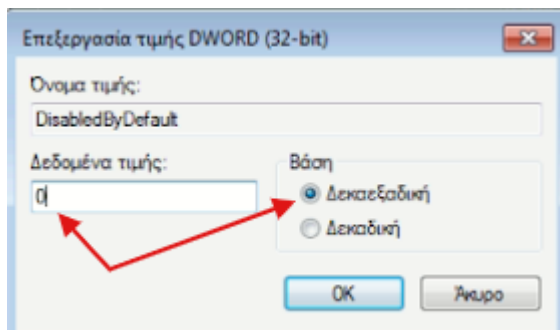 Επεξεργασία τιμής DWORD (32-bit)
Όνομα τιμής:
DisabledByDefault
Δεδομένα τιμής:
0
Βάση
Δεκαεξαδική
Δεκαδική
OK
Άκυρο